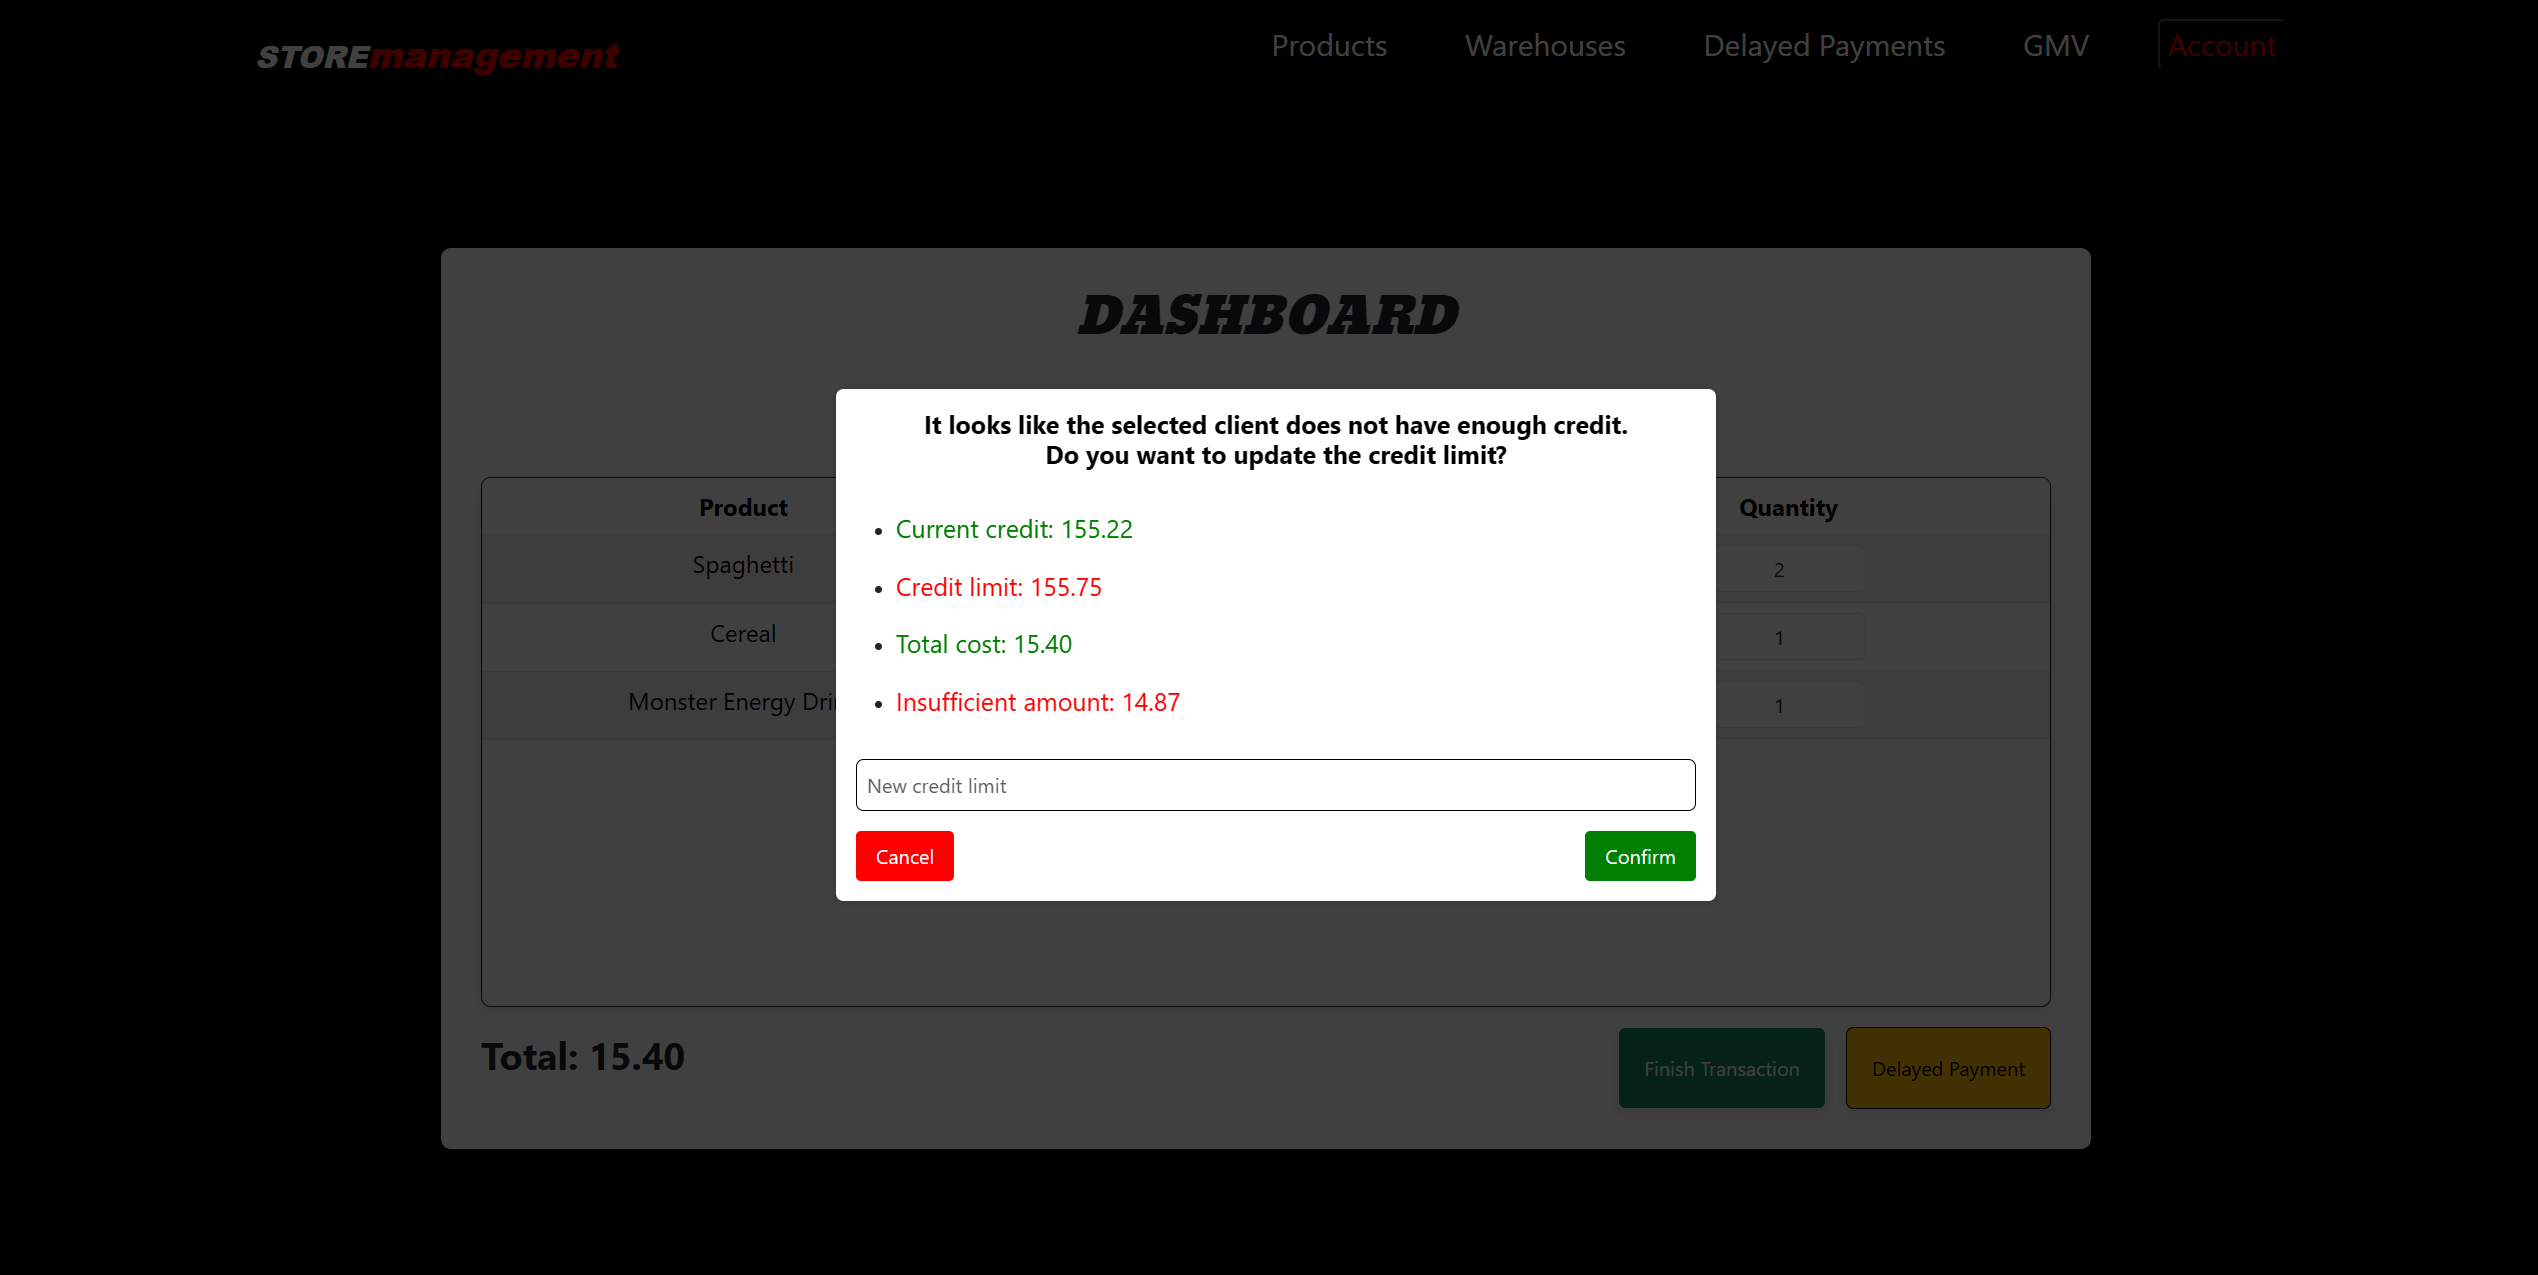 STOREmanagement
Products Warehouses Delayed Payments GMV Account
DASHBOARD
It looks like the selected client does not have enough credit.
Do you want to update the credit limit?
Current credit: 155.22
Credit limit: 155.75
Total cost: 15.40
Insufficient amount: 14.87
New credit limit
Cancel Confirm
Product Quantity
Spaghetti 2
Cereal 1
Monster Energy Dri 1
Total: 15.40
Finish Transaction Delayed Payment